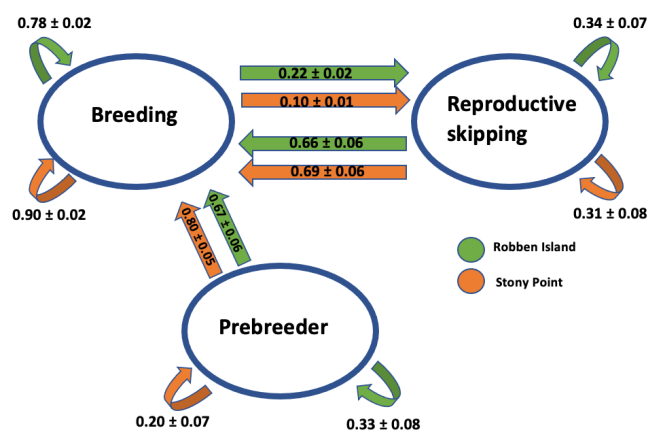 0.78 ± 0.02
0.34 ± 0.07
0.22 ± 0.02
Breeding
0.10 ± 0.01
Reproductive
skipping
0.66 ± 0.06
0.69 ± 0.06
0.90 ± 0.02
0.31 ± 0.08
0.80 ± 0.05
0.67 ± 0.06
Robben Island
Stony Point
Prebreeder
0.20 ± 0.07
0.33 ± 0.08